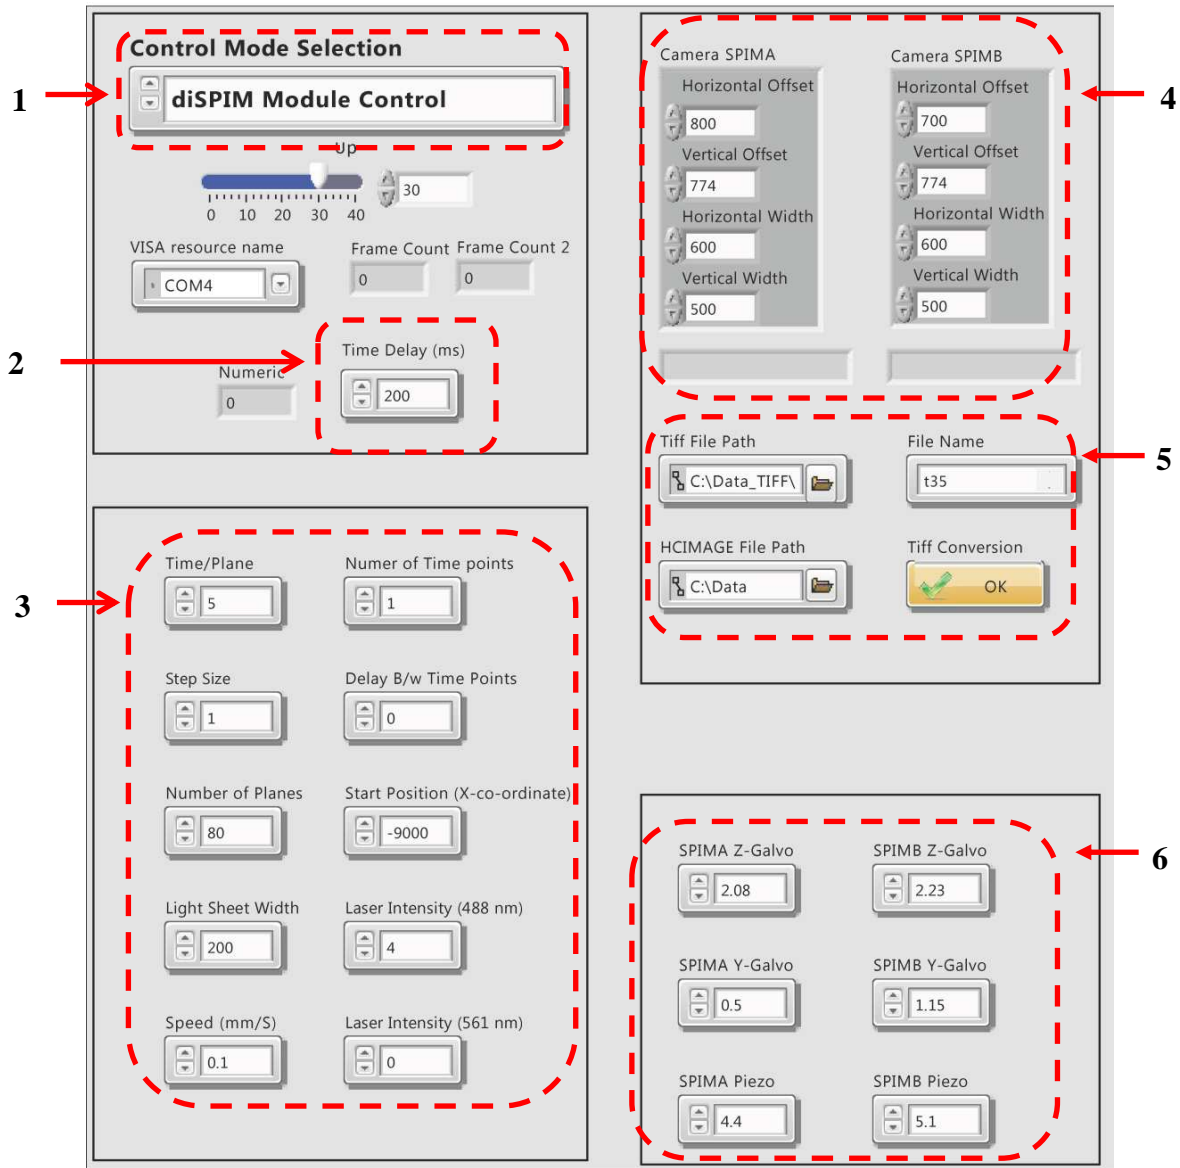 Control Mode Selection
diSPIM Module Control
1
Up
30
0 10 20 30 40
VISA resource name
COM4
Frame Count Frame Count 2
0 0
2
Time Delay (ms)
200
Numeric
0
3
Time/Plane Numer of Time points
5 1
Step Size Delay B/w Time Points
1 0
Number of Planes Start Position (X-co-ordinate)
80 -9000
Light Sheet Width Laser Intensity (488 nm)
200 4
Speed (mm/S) Laser Intensity (561 nm)
0.1 0
Camera SPIMA Camera SPIMB
4
Horizontal Offset Horizontal Offset
800 700
Vertical Offset Vertical Offset
774 774
Horizontal Width Horizontal Width
600 600
Vertical Width Vertical Width
500 500
Tiff File Path File Name
5
C:\Data_TIFF\ t35
HCIMAGE File Path Tiff Conversion
C:\Data OK
6
SPIMA Z-Galvo SPIMB Z-Galvo
2.08 2.23
SPIMA Y-Galvo SPIMB Y-Galvo
0.5 1.15
SPIMA Piezo SPIMB Piezo
4.4 5.1